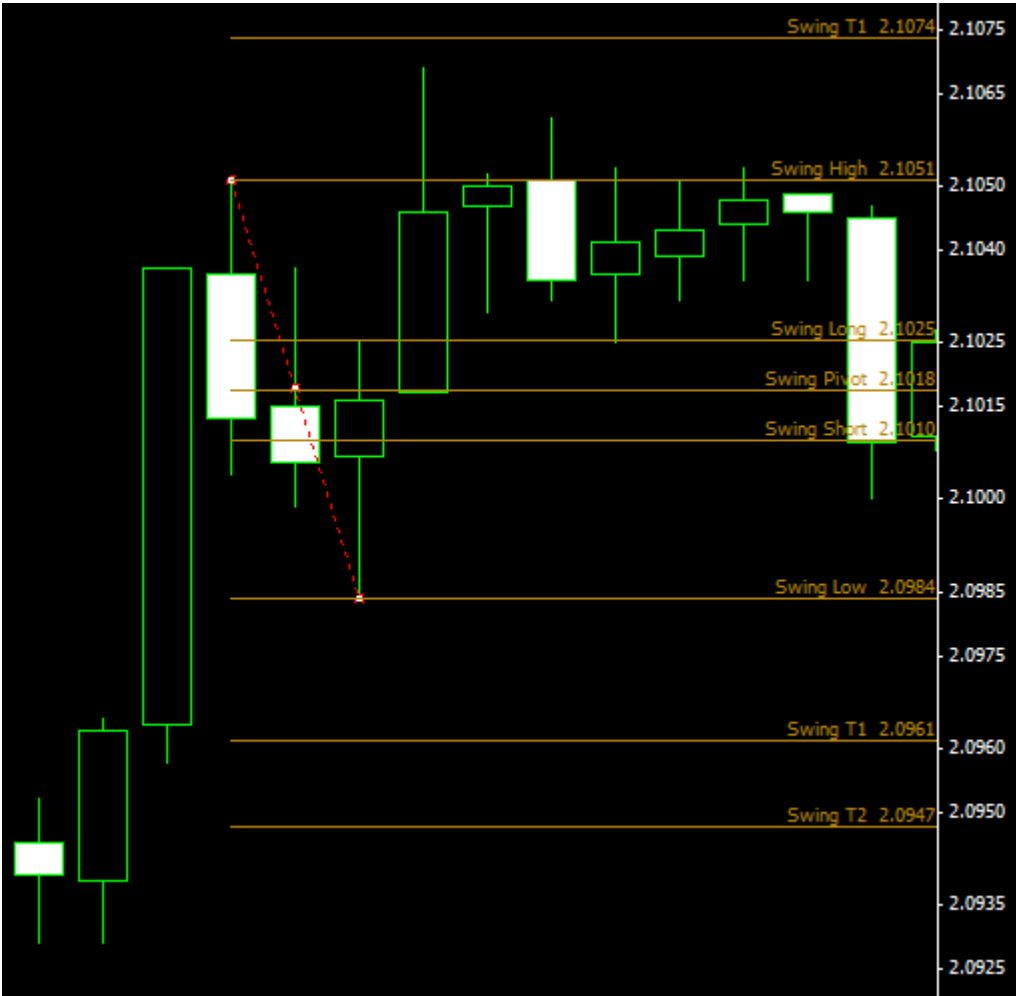 Swing T1 2.1074
2.1075
2.1065
Swing High 2.1051
2.1050
2.1040
Swing Long 2.1025
2.1025
Swing Pivot 2.1018
2.1015
Swing Short 2.1010
2.1000
Swing Low 2.0984
2.0985
2.0975
Swing T1 2.0961
2.0960
2.0950
Swing T2 2.0947
2.0935
2.0925